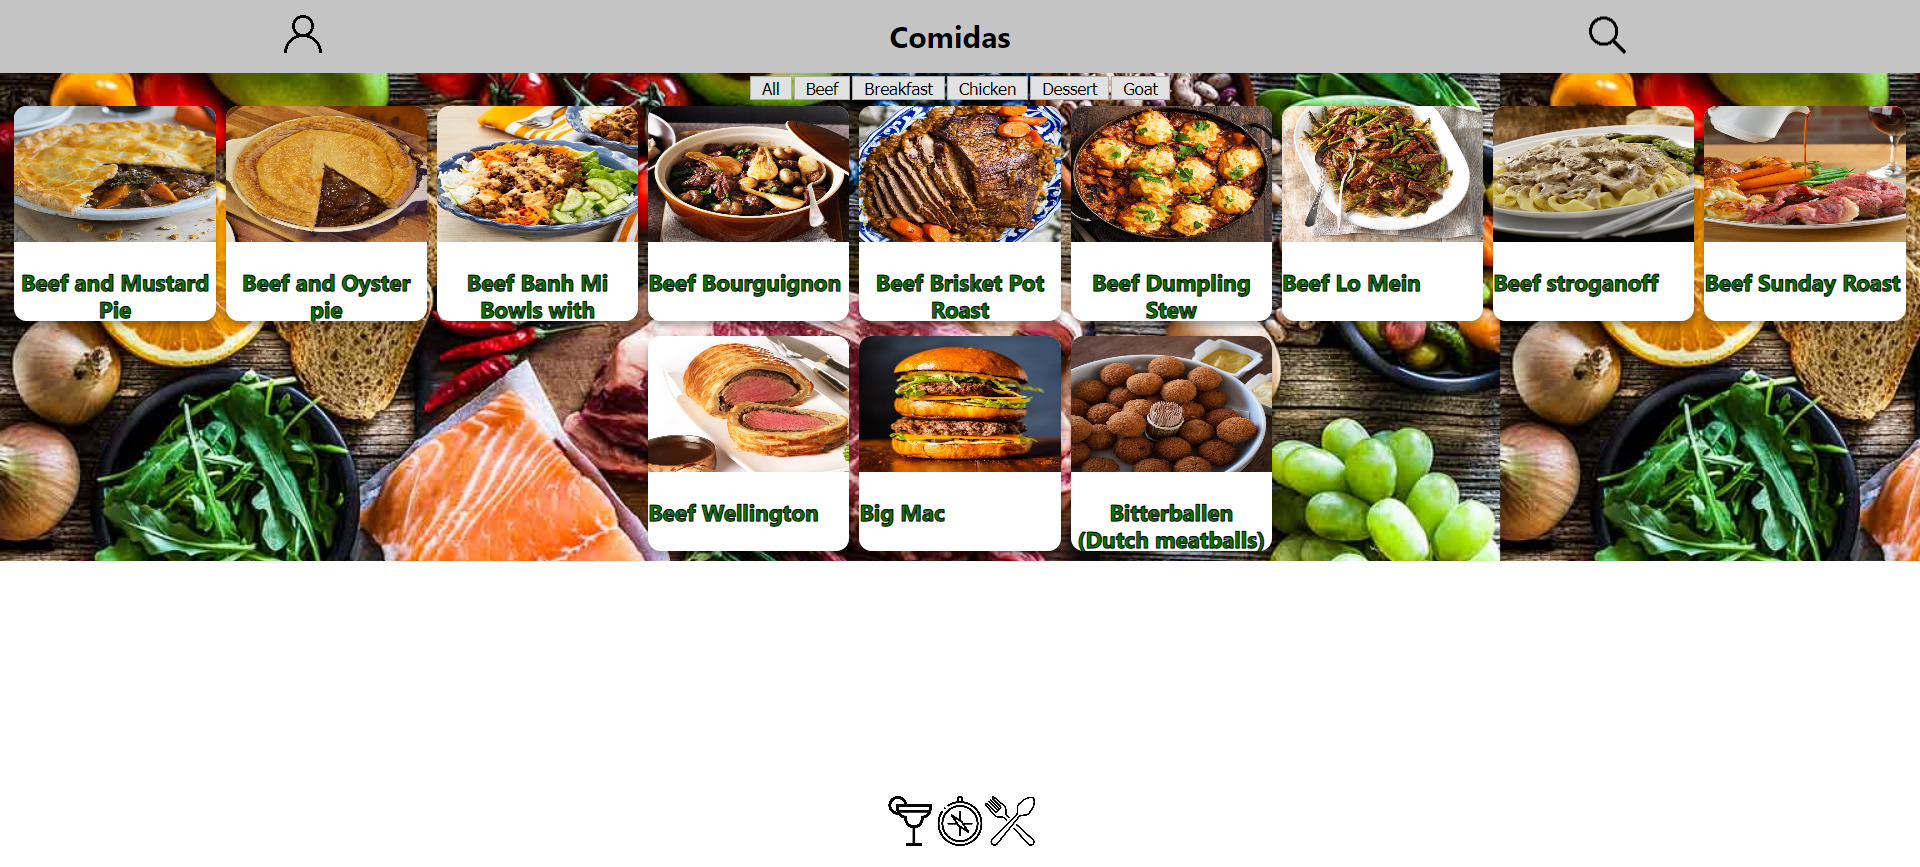 Comidas
All
Beef
Breakfast
Chicken
Dessert
Goat
Beef and Mustard
Pie
Beef and Oyster
pie
Beef Banh Mi
Bowls with
Beef Bourguignon
Beef Brisket Pot
Roast
Beef Dumpling
Stew
Beef Lo Mein
Beef stroganoff
Beef Sunday Roast
Beef Wellington
Big Mac
Bitterballen
(Dutch meatballs)